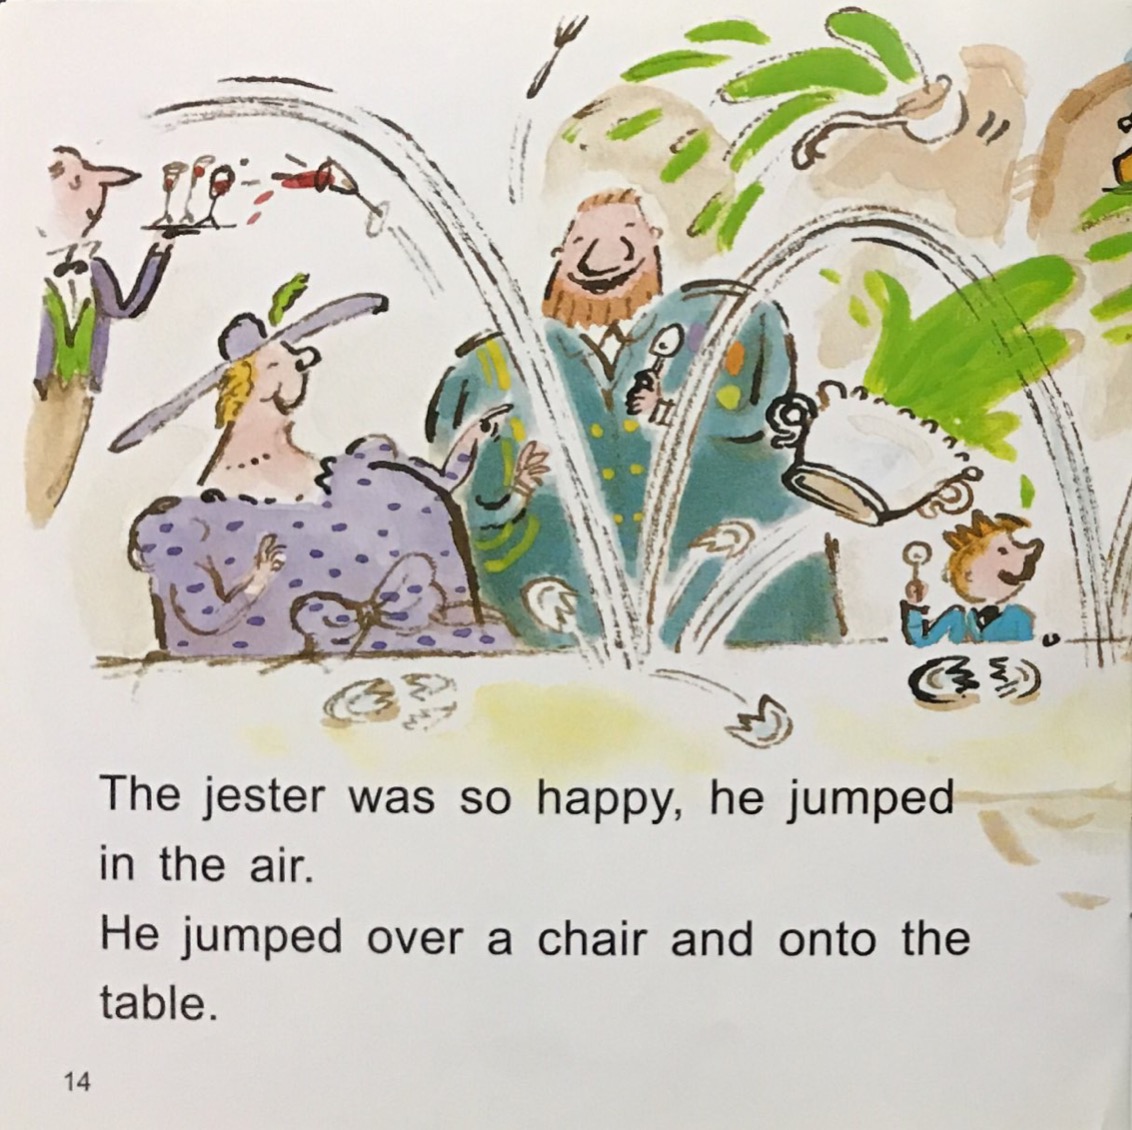 The jester was so happy, he jumped
in the air.
He jumped over a chair and onto the
table.
14